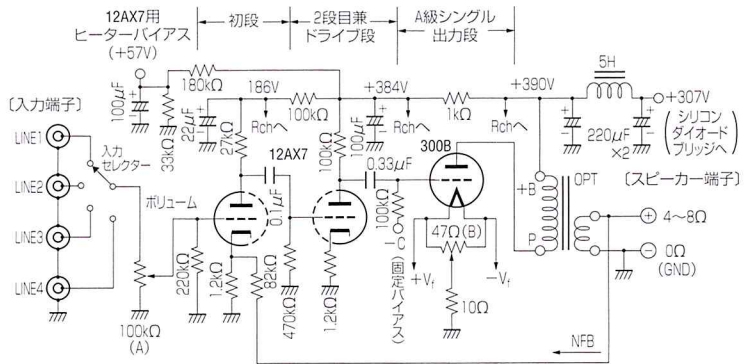 12AX7用
ヒーターバイアス
(+57V)
初段
2段目兼
ドライブ段
A級シングル
出力段
180kΩ
100μF
33kΩ
22μF
186V
100kΩ
+384V
1kΩ
+390V
5H
+307V
Rchへ
Rchへ
Rchへ
27kΩ
100kΩ
100μF
220μF
×2
(シリコン
ダイオード
ブリッジへ)
〔入力端子〕
LINE1
LINE2
LINE3
LINE4
入力
セレクター
ボリューム
12AX7
0.1μF
0.33μF
300B
100kΩ
-C
(固定バイアス)
+B
OPT
P
〔スピーカー端子〕
⊕ 4〜8Ω
⊖ 0Ω
(GND)
47Ω(B)
+Vf
-Vf
10Ω
220kΩ
1.2kΩ
82kΩ
470kΩ
1.2kΩ
100kΩ
(A)
NFB